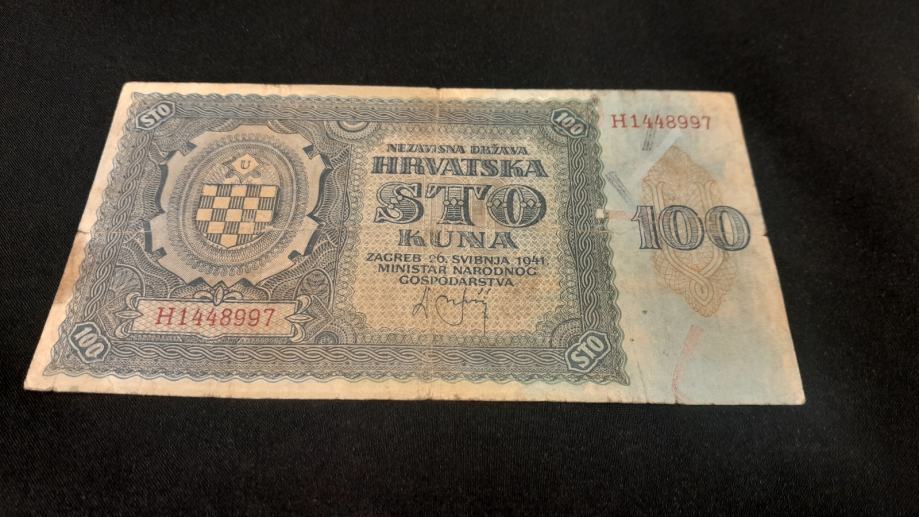 STO
100
H1448997
U
NEZAVISNA DRŽAVA
HRVATSKA
STO
KUNA
ZAGREB 26. SVIBNJA 1941
MINISTAR NARODNOG
GOSPODARSTVA
100
H1448997
100
STO